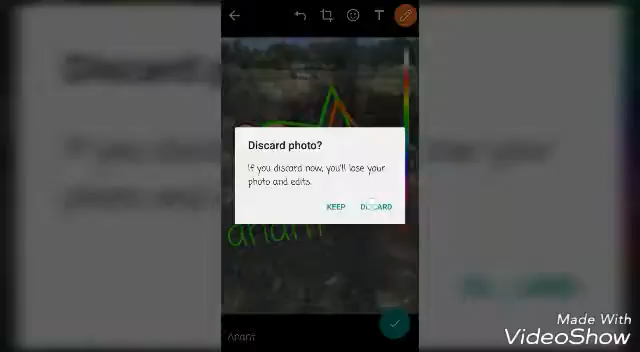 T
Discard photo?
If you discard now, you'll lose your
photo and edits.
KEEP DISCARD
Made With
VideoShow